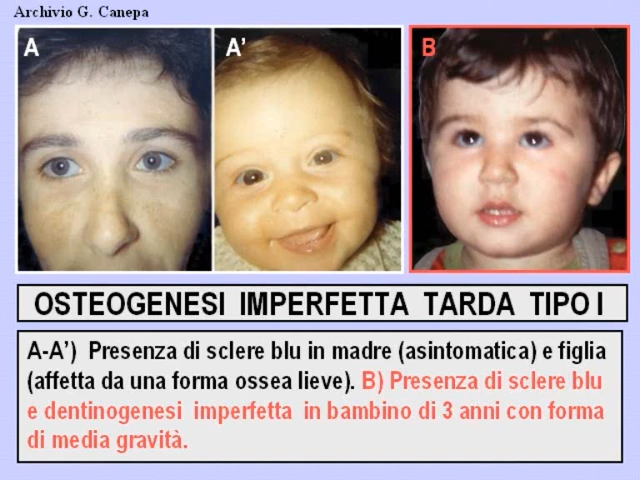 Archivio G. Canepa
A
A'
B
OSTEOGENESI IMPERFETTA TARDA TIPO I
A-A') Presenza di sclere blu in madre (asintomatica) e figlia
(affetta da una forma ossea lieve). B) Presenza di sclere blu
e dentinogenesi imperfetta in bambino di 3 anni con forma
di media gravità.